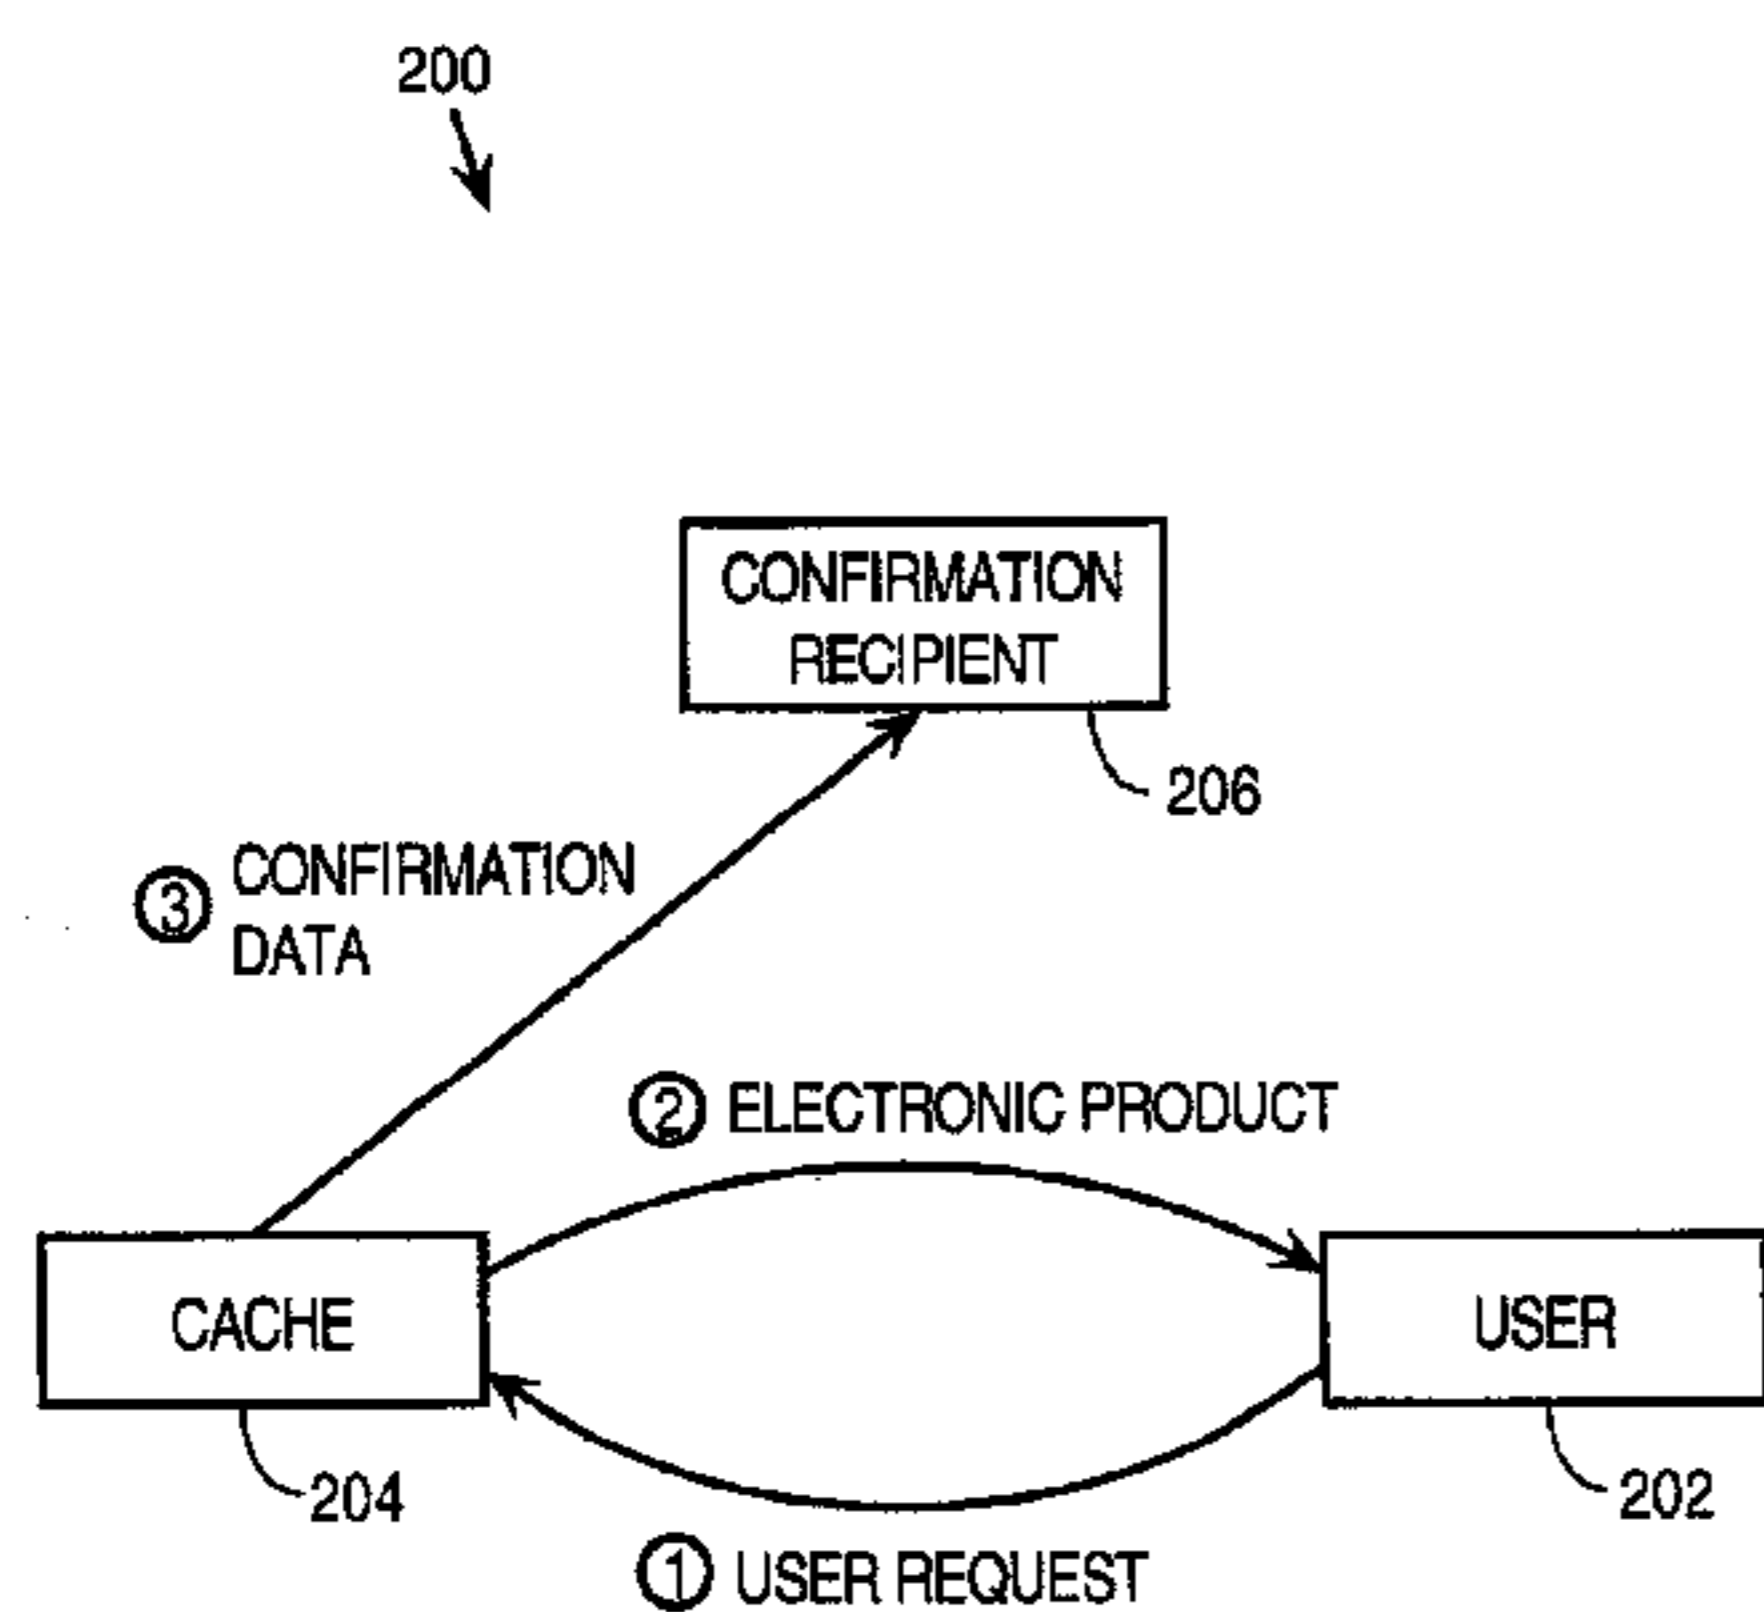 200
CONFIRMATION
RECIPIENT
206
3 CONFIRMATION
DATA
2 ELECTRONIC PRODUCT
CACHE
USER
204
202
1 USER REQUEST